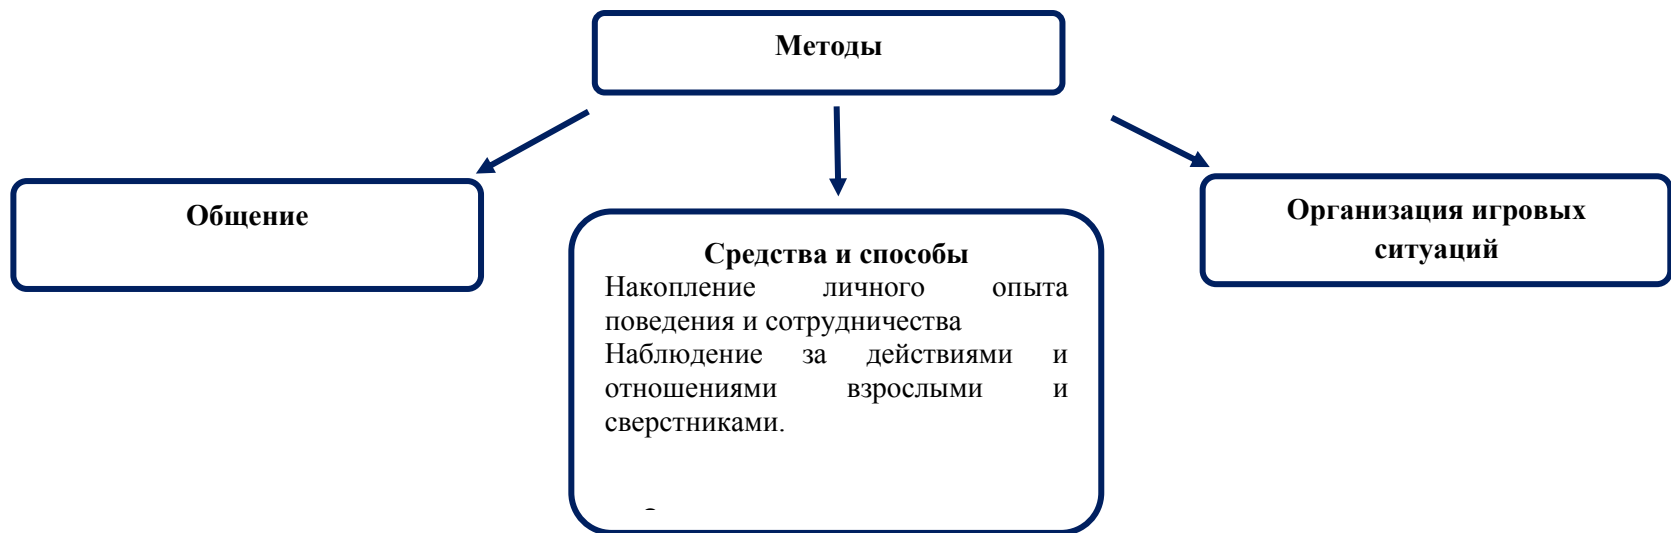 Методы
Общение
Организация игровых
ситуаций
Средства и способы
Накопление личного опыта
поведения и сотрудничества
Наблюдение за действиями и
отношениями взрослыми и
сверстниками.